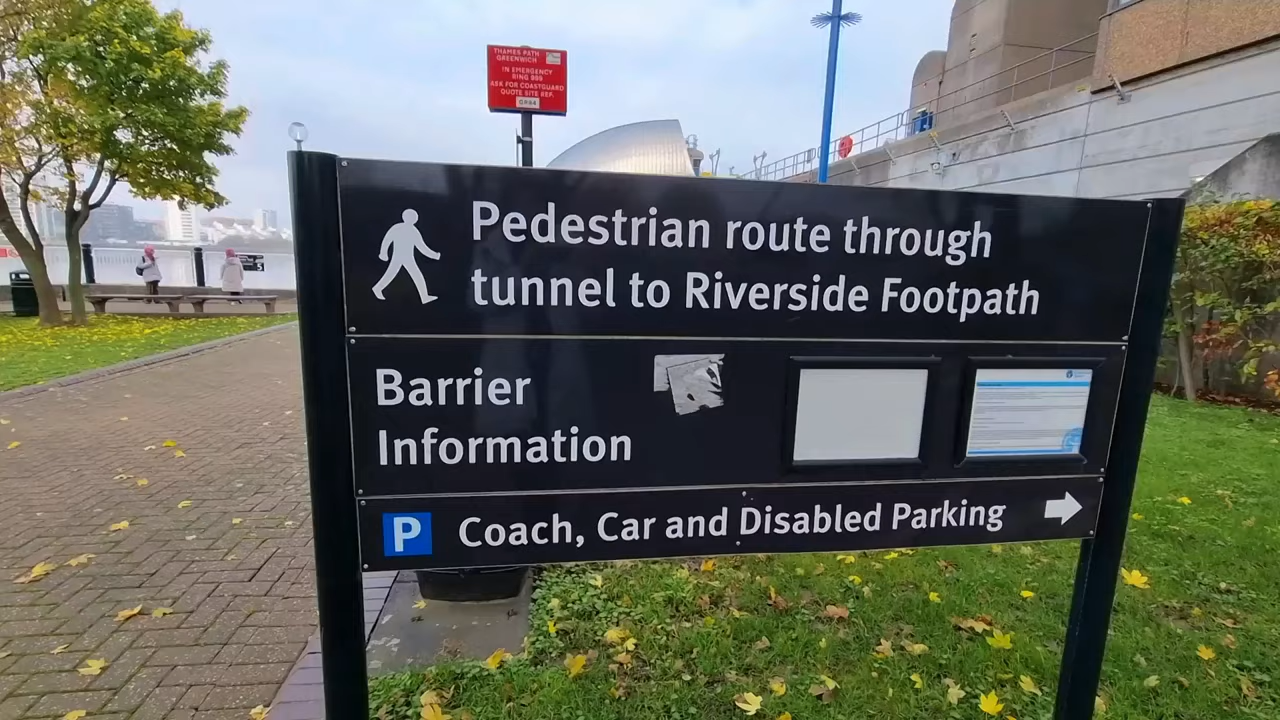 THAMES PATH
GREENWICH
IN EMERGENCY
RING 999
ASK FOR COASTGUARD
QUOTE SITE REF.
Pedestrian route through
tunnel to Riverside Footpath
Barrier
Information
P Coach, Car and Disabled Parking